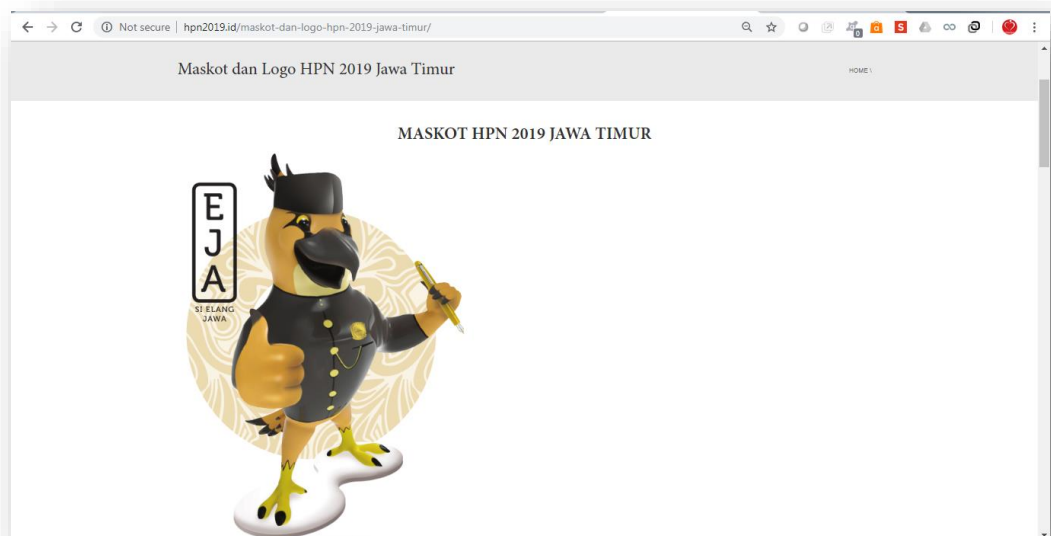 Not secure | hpn2019.id/maskot-dan-logo-hpn-2019-jawa-timur/
0
a
S
Maskot dan Logo HPN 2019 Jawa Timur
HOME \
MASKOT HPN 2019 JAWA TIMUR
E
J
A
SI ELANG
JAWA